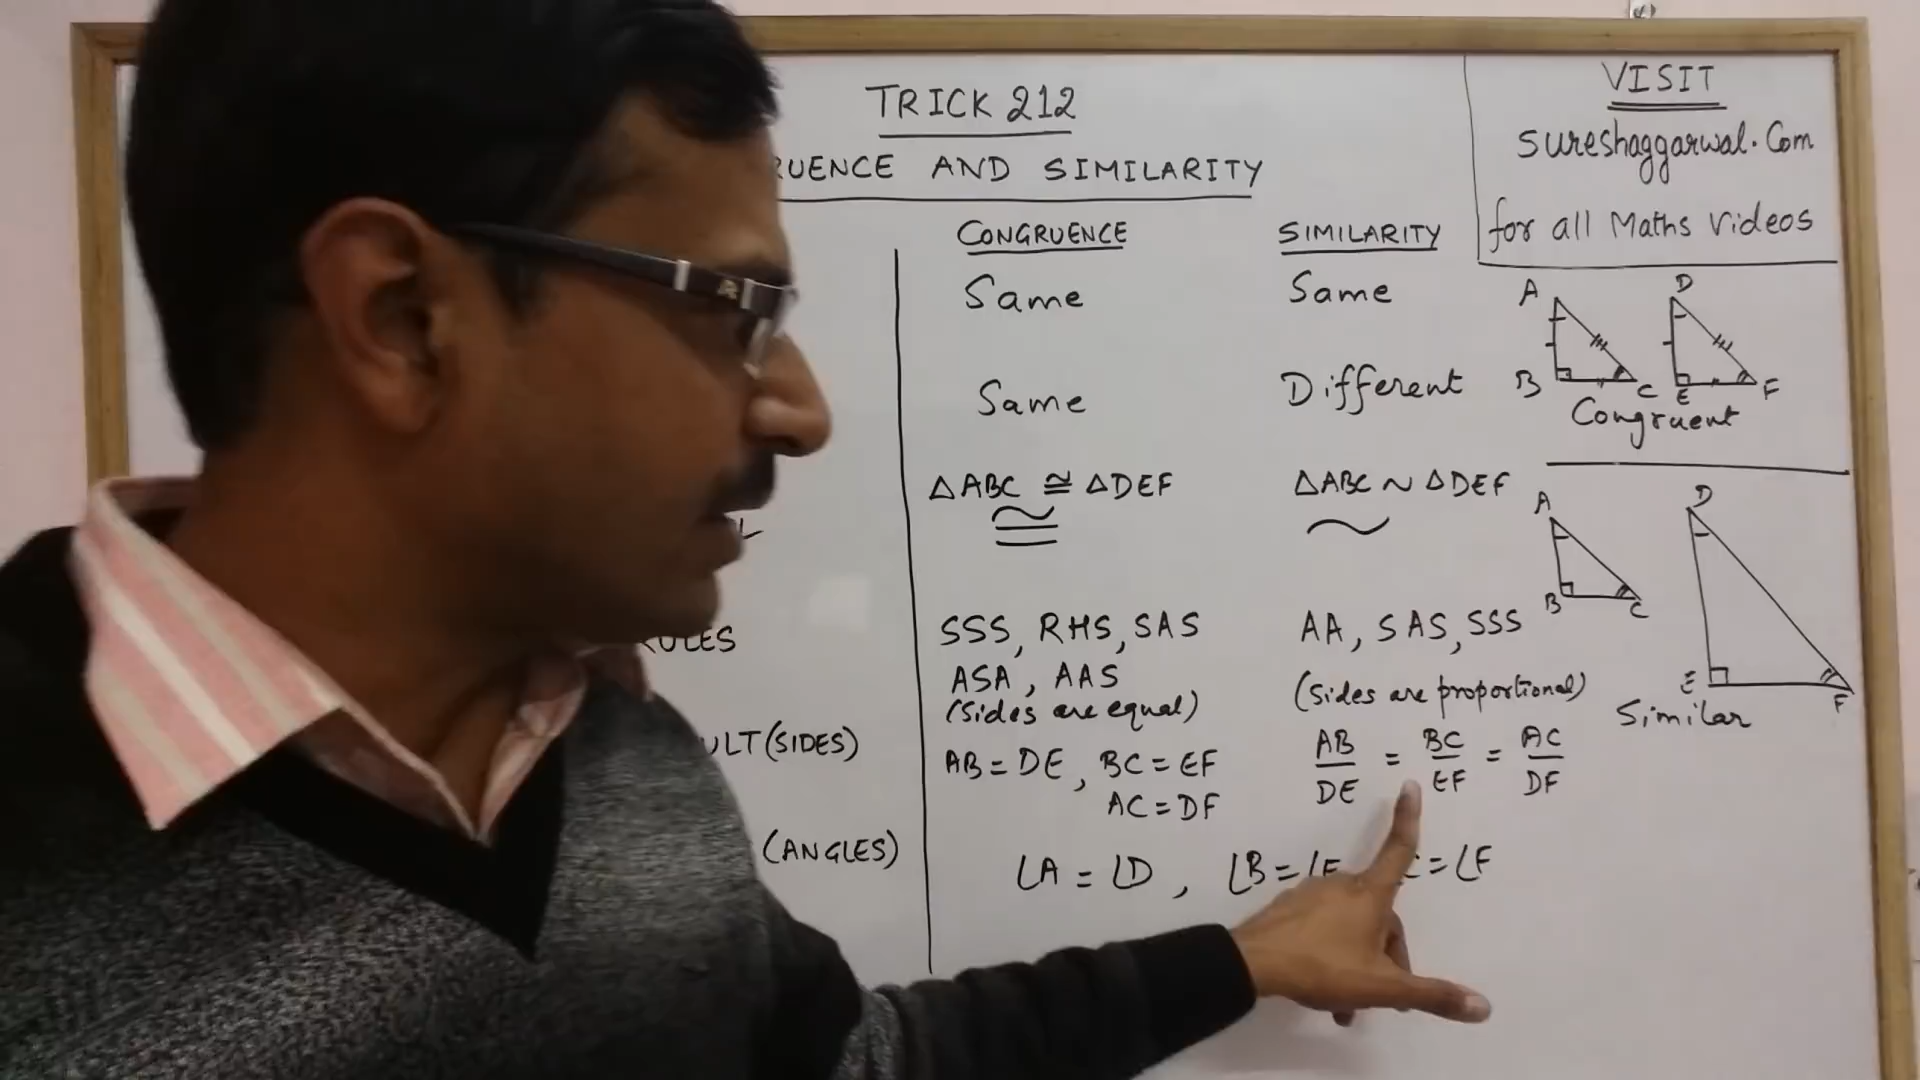 TRICK 212
RUENCE AND SIMILARITY
VISIT
sureshaggarwal.Com
for all Maths Videos
CONGRUENCE SIMILARITY
Same Same
Same Different
△ABC ≅ △DEF △ABC ~ △DEF
≅ ~
RULES SSS, RHS, SAS AA, SAS, SSS
ASA, AAS
(Sides are equal) (Sides are proportional)
ULT (SIDES) AB = DE, BC = EF AB/DE = BC/EF = AC/DF
AC = DF
(ANGLES) ∠A = ∠D, ∠B = ∠E C = ∠F
A D
B C E F
Congruent
A D
B C
E F
Similar